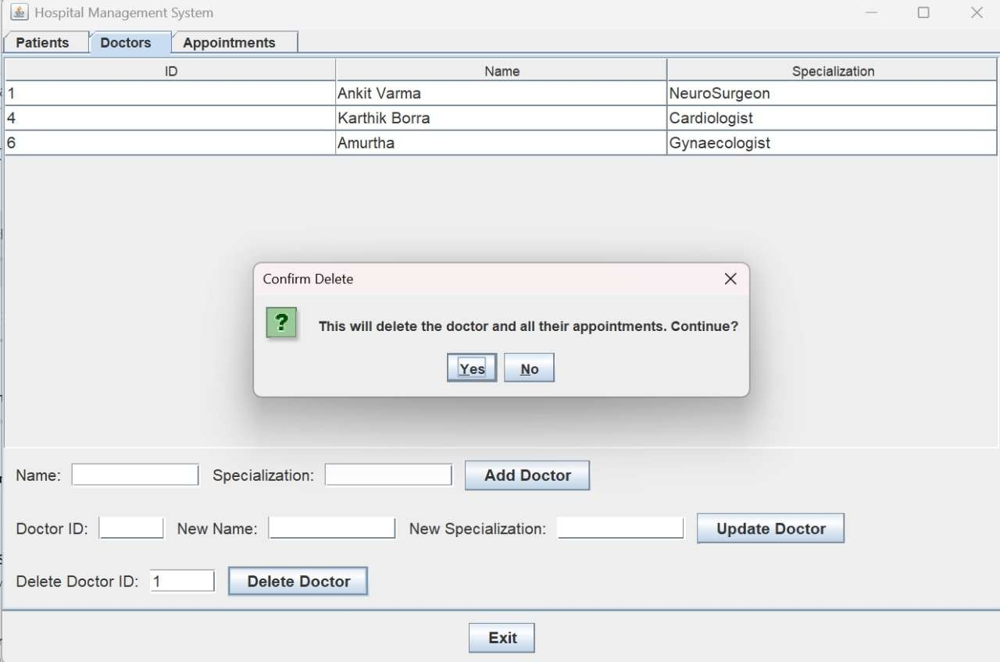 Hospital Management System
Patients Doctors Appointments
ID Name Specialization
1 Ankit Varma NeuroSurgeon
4 Karthik Borra Cardiologist
6 Amurtha Gynaecologist
Confirm Delete
? This will delete the doctor and all their appointments. Continue?
Yes No
Name: Specialization: Add Doctor
Doctor ID: New Name: New Specialization: Update Doctor
Delete Doctor ID: 1 Delete Doctor
Exit